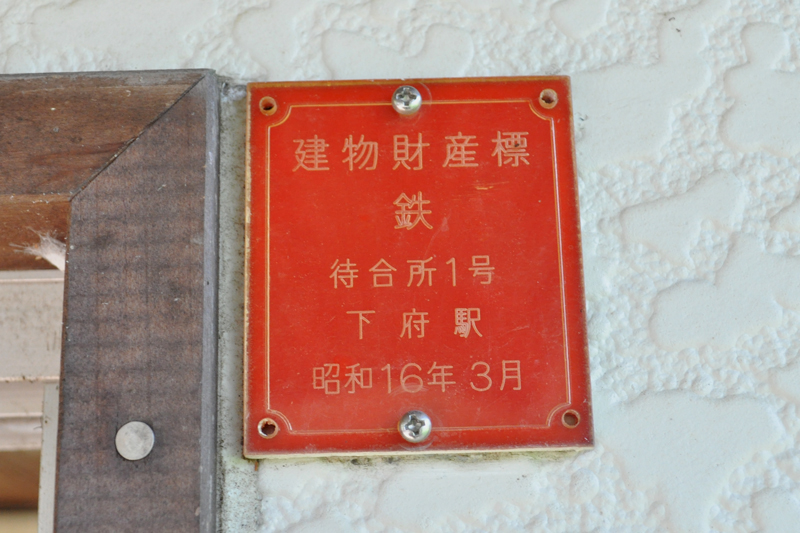 建物財産標
鉄
待合所1号
下府駅
昭和16年3月